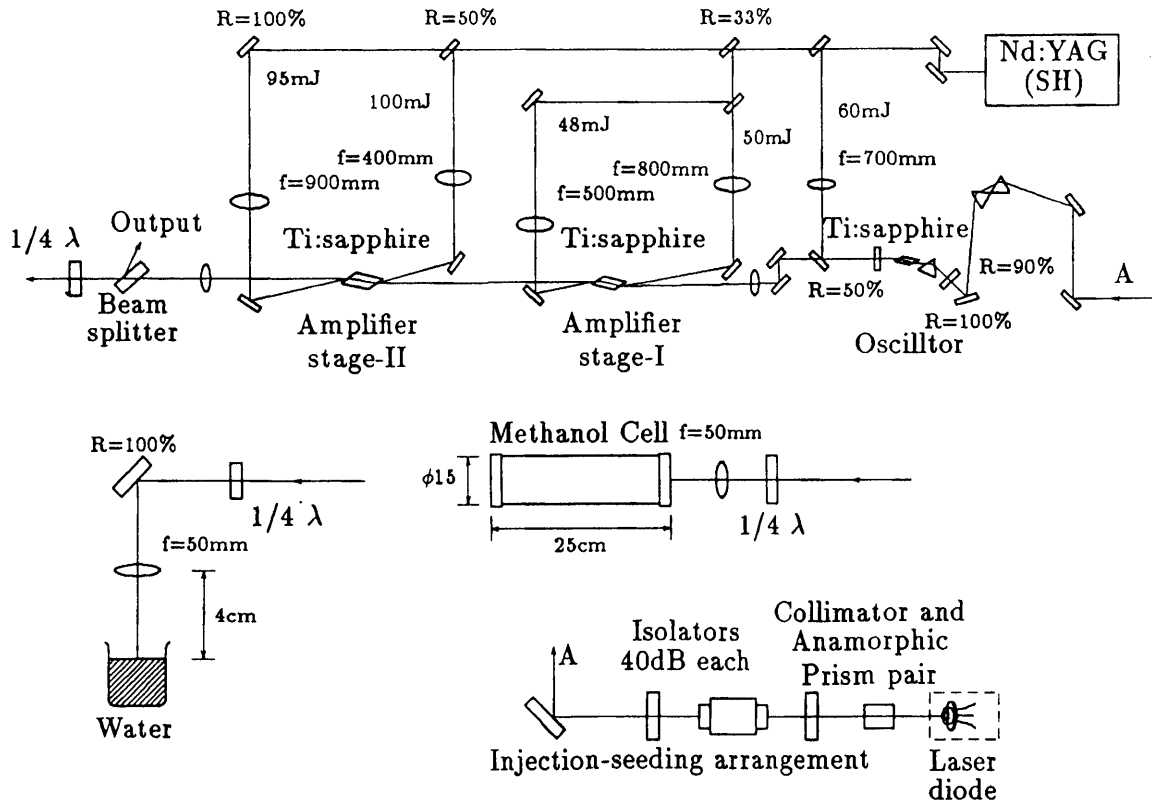 R=100%
R=50%
R=33%
Nd:YAG
(SH)
95mJ
100mJ
48mJ
50mJ
60mJ
f=900mm
f=400mm
f=500mm
f=800mm
f=700mm
Output
1/4 λ
Beam
splitter
Ti:sapphire
Amplifier
stage-II
Ti:sapphire
Amplifier
stage-I
Ti:sapphire
R=50%
R=90%
R=100%
Oscilltor
A
R=100%
1/4 λ
f=50mm
4cm
Water
Methanol Cell
f=50mm
ϕ15
25cm
1/4 λ
A
Isolators
40dB each
Collimator and
Anamorphic
Prism pair
Injection-seeding arrangement
Laser
diode